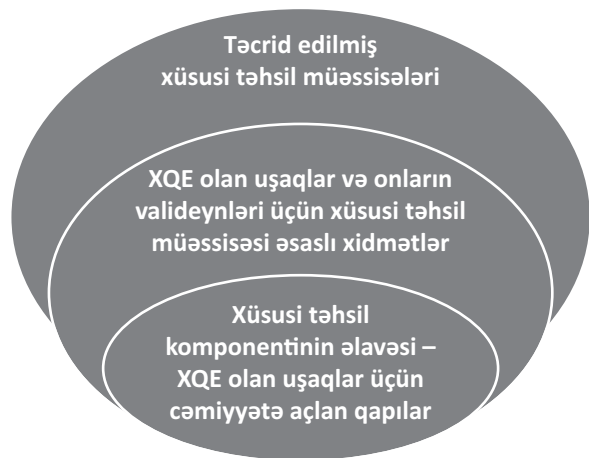 Təcrid edilmiş
xüsusi təhsil müəssisələri
XQE olan uşaqlar və onların
valideynləri üçün xüsusi təhsil
müəssisəsi əsaslı xidmətlər
Xüsusi təhsil
komponentinin əlavəsi –
XQE olan uşaqlar üçün
cəmiyyətə açlan qapılar